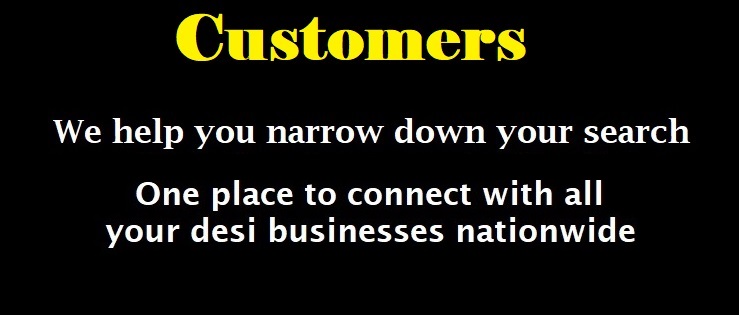 Customers
We help you narrow down your search
One place to connect with all
your desi businesses nationwide